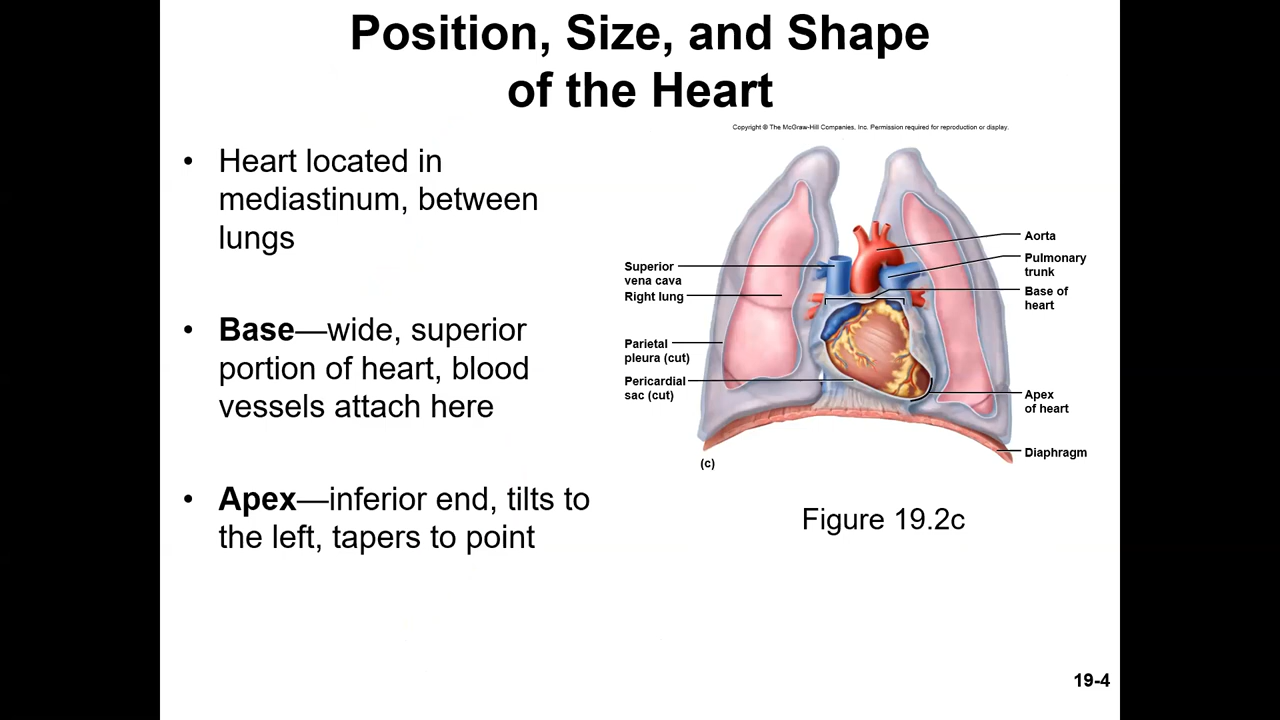 Position, Size, and Shape
of the Heart
Copyright © The McGraw-Hill Companies, Inc. Permission required for reproduction or display.
• Heart located in
mediastinum, between
lungs
• Base—wide, superior
portion of heart, blood
vessels attach here
• Apex—inferior end, tilts to
the left, tapers to point
Superior
vena cava
Right lung
Parietal
pleura (cut)
Pericardial
sac (cut)
Aorta
Pulmonary
trunk
Base of
heart
Apex
of heart
Diaphragm
(c)
Figure 19.2c
19-4